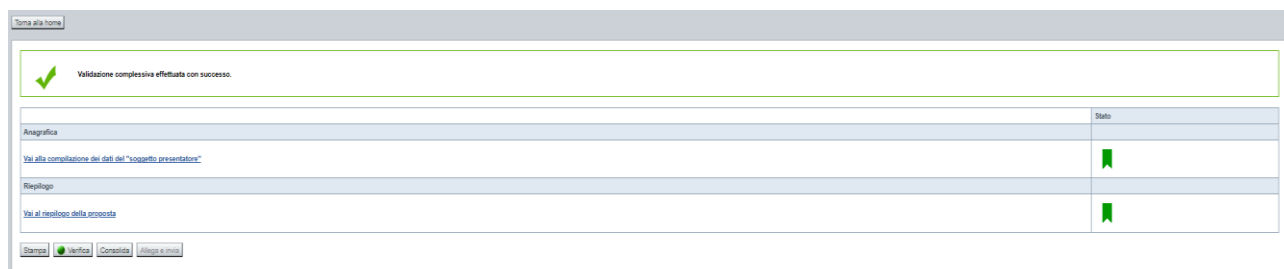 Torna alla home
Validazione complessiva effettuata con successo.
Stato
Anagrafica
Vai alla compilazione dei dati del "soggetto presentatore"
Riepilogo
Vai al riepilogo della proposta
Stampa Verifica Consolida Allega e invia